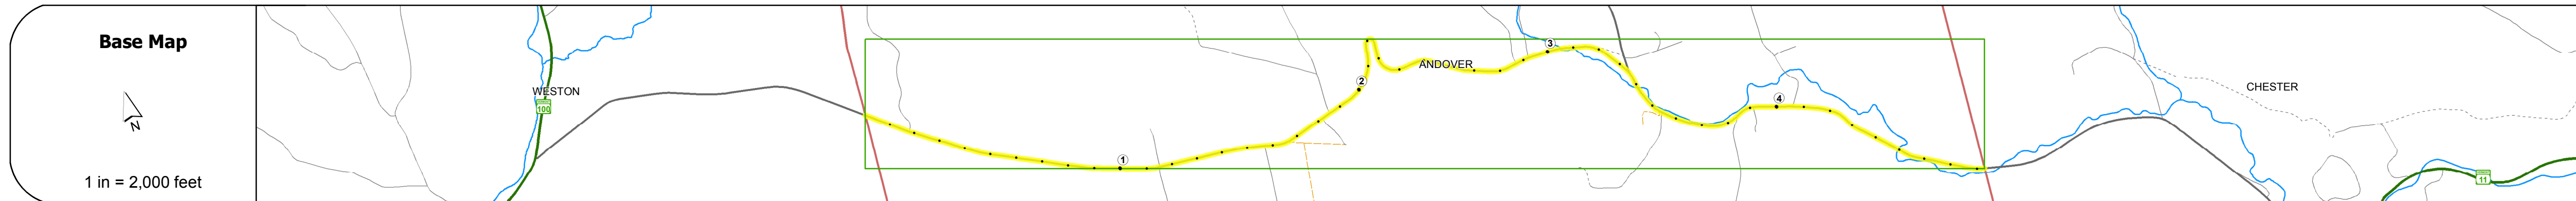 Base Map
N
1 in = 2,000 feet
WESTON
100
1
2
ANDOVER
3
4
CHESTER
11